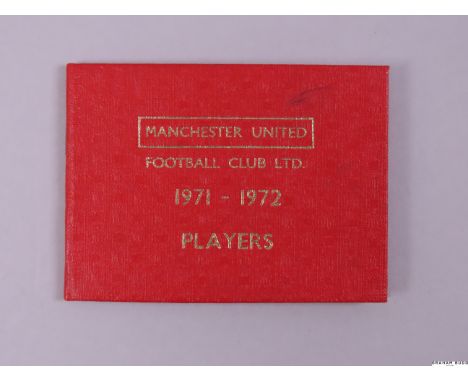 MANCHESTER UNITED
FOOTBALL CLUB LTD.
1971 - 1972
PLAYERS